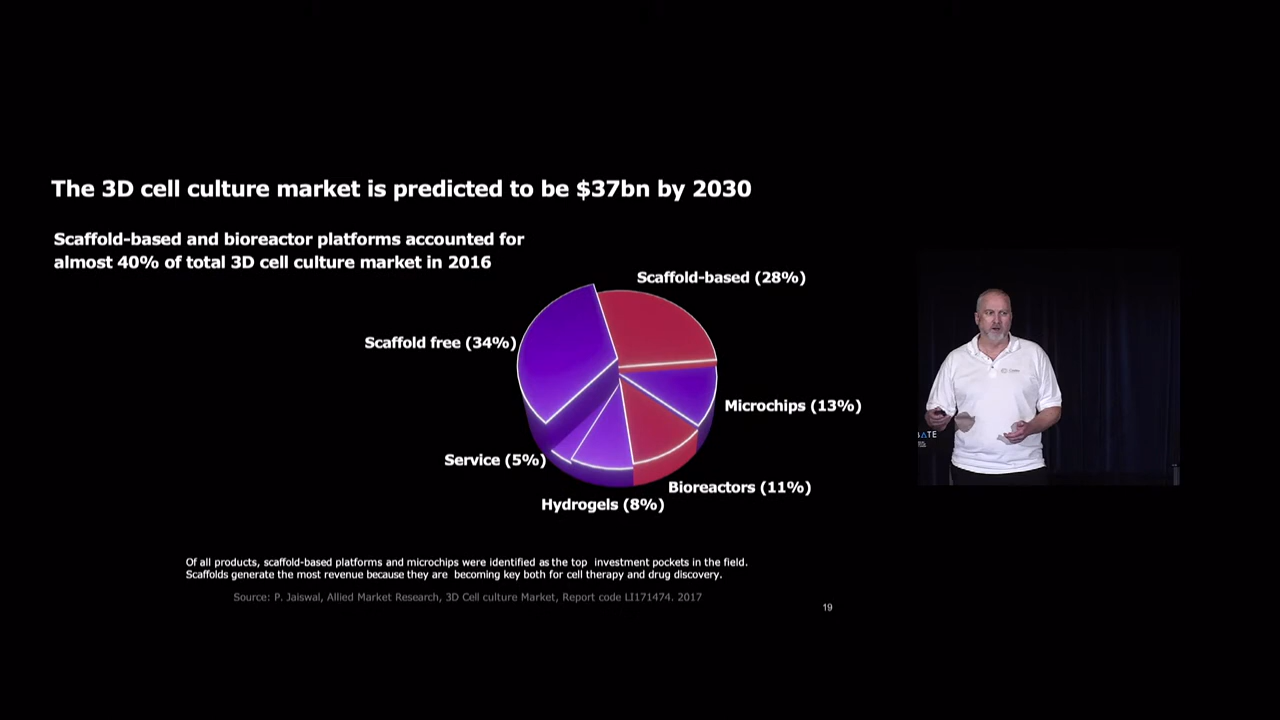 The 3D cell culture market is predicted to be $37bn by 2030
Scaffold-based and bioreactor platforms accounted for
almost 40% of total 3D cell culture market in 2016
Scaffold-based (28%)
Scaffold free (34%)
Microchips (13%)
Service (5%)
Bioreactors (11%)
Hydrogels (8%)
Of all products, scaffold-based platforms and microchips were identified as the top investment pockets in the field.
Scaffolds generate the most revenue because they are becoming key both for cell therapy and drug discovery.
Source: P. Jaiswal, Allied Market Research, 3D Cell culture Market, Report code LI171474. 2017
19